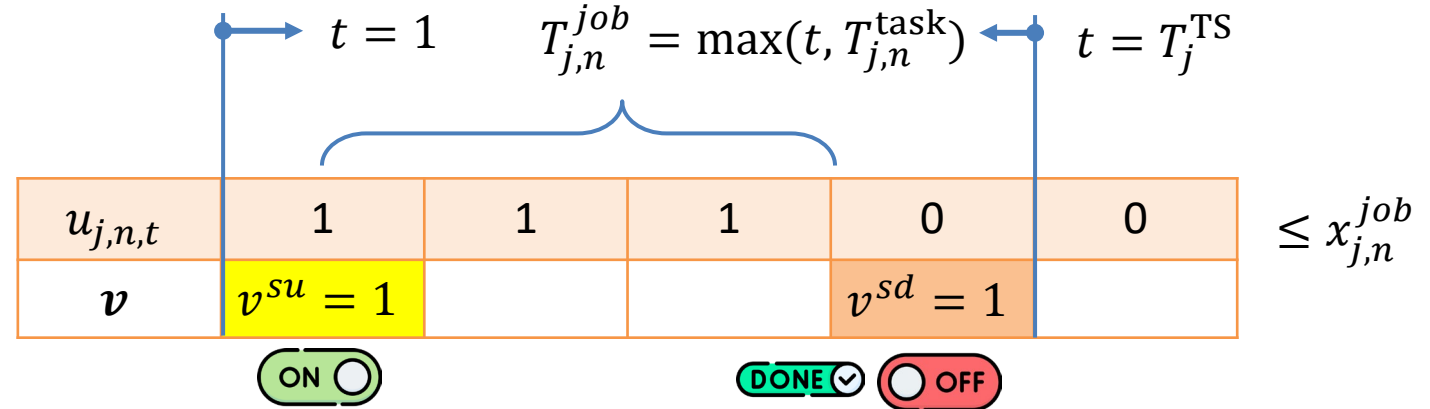 t = 1 T_{j,n}^{job} = max(t, T_{j,n}^{task}) t = T_j^{TS}
u_{j,n,t} 1 1 1 0 0 ≤ x_{j,n}^{job}
v v^{su} = 1 v^{sd} = 1
ON DONE OFF